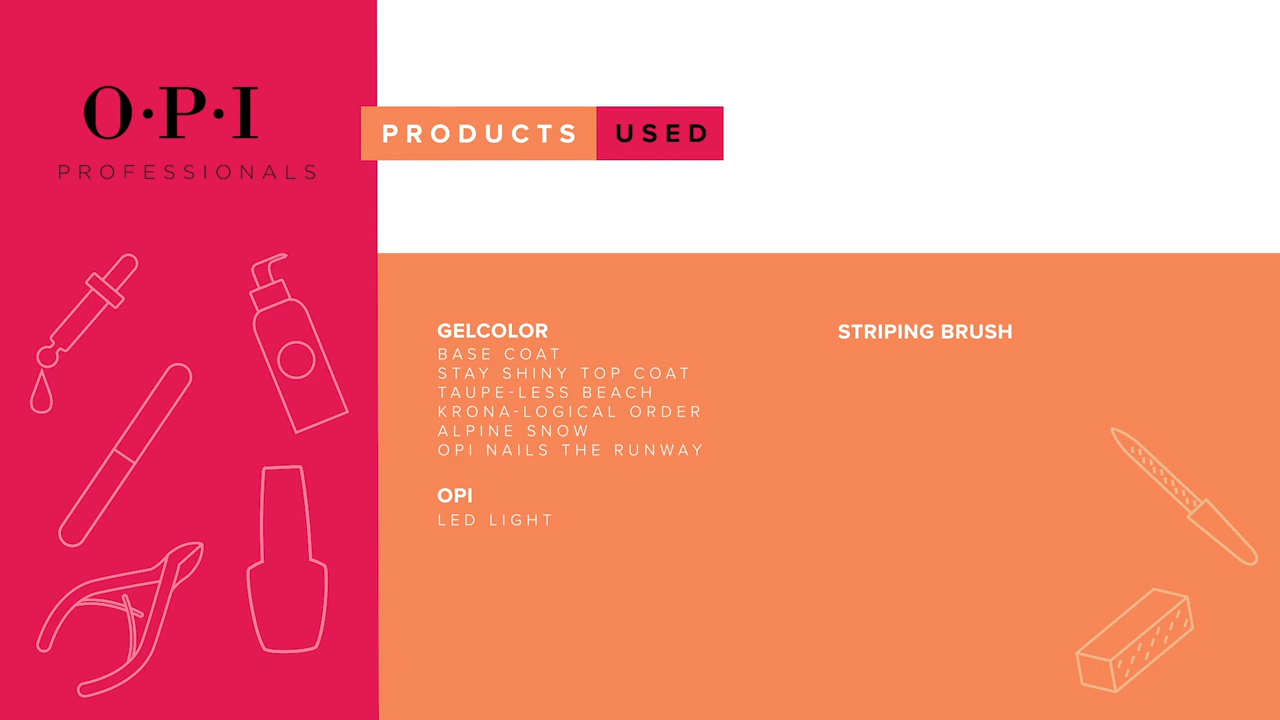 O·P·I
PROFESSIONALS
PRODUCTS USED
GELCOLOR
BASE COAT
STAY SHINY TOP COAT
TAUPE-LESS BEACH
KRONA-LOGICAL ORDER
ALPINE SNOW
OPI NAILS THE RUNWAY
OPI
LED LIGHT
STRIPING BRUSH